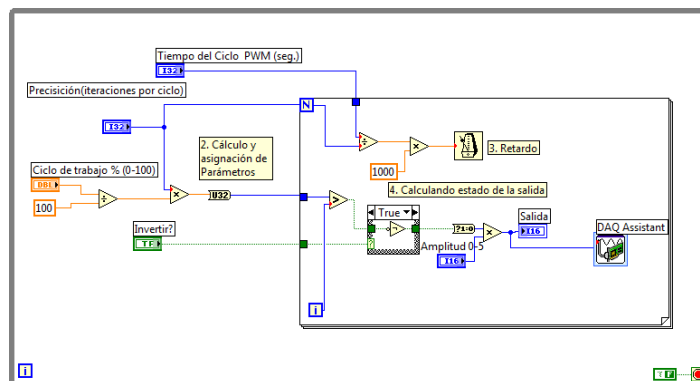 Tiempo del Ciclo PWM (seg.)
I32
Precisión(iteraciones por ciclo)
I32
N
2. Cálculo y
asignación de
Parámetros
3. Retardo
1000
Ciclo de trabajo % (0-100)
DBL
100
U32
4. Calculando estado de la salida
True
Invertir?
TF
?1:0
Salida
I16
DAQ Assistant
Amplitud 0-5
I16
i
i